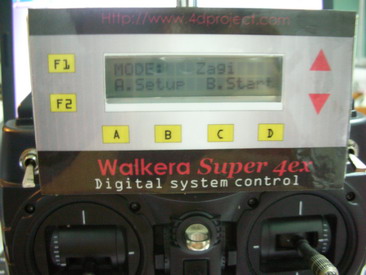 Http://www.4dproject.com
F1
MODE: Zagi
F2
A.Setup B.Start
A B C D
Walkera Super 4ex
Digital system control